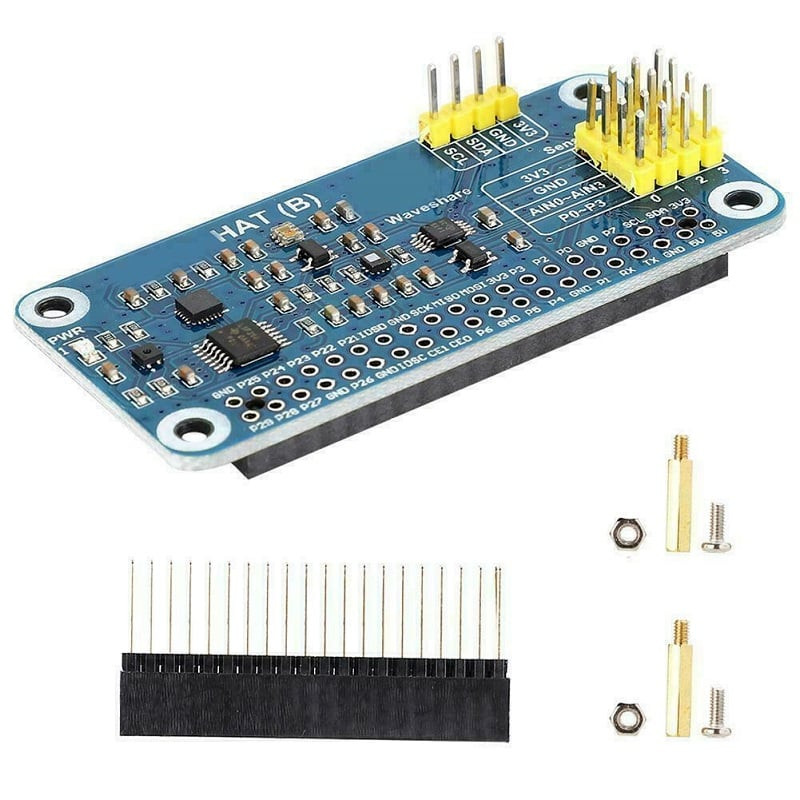 SCL SDA GND 3V3
3V3
GND
AIN0~AIN3
P0~P3
0 1 2 3
HAT (B)
Waveshare
PWR
1
GND P25 P24 P23 P22 P21 IDSD GND SCK MISO MOSI 3V3 P3 P2 P0 GND P7 SCL SDA 3V3
P29 P28 P27 GND P26 GND IDSC CE1 CE0 P6 GND P5 P4 GND P1 RX TX GND 5V 5V